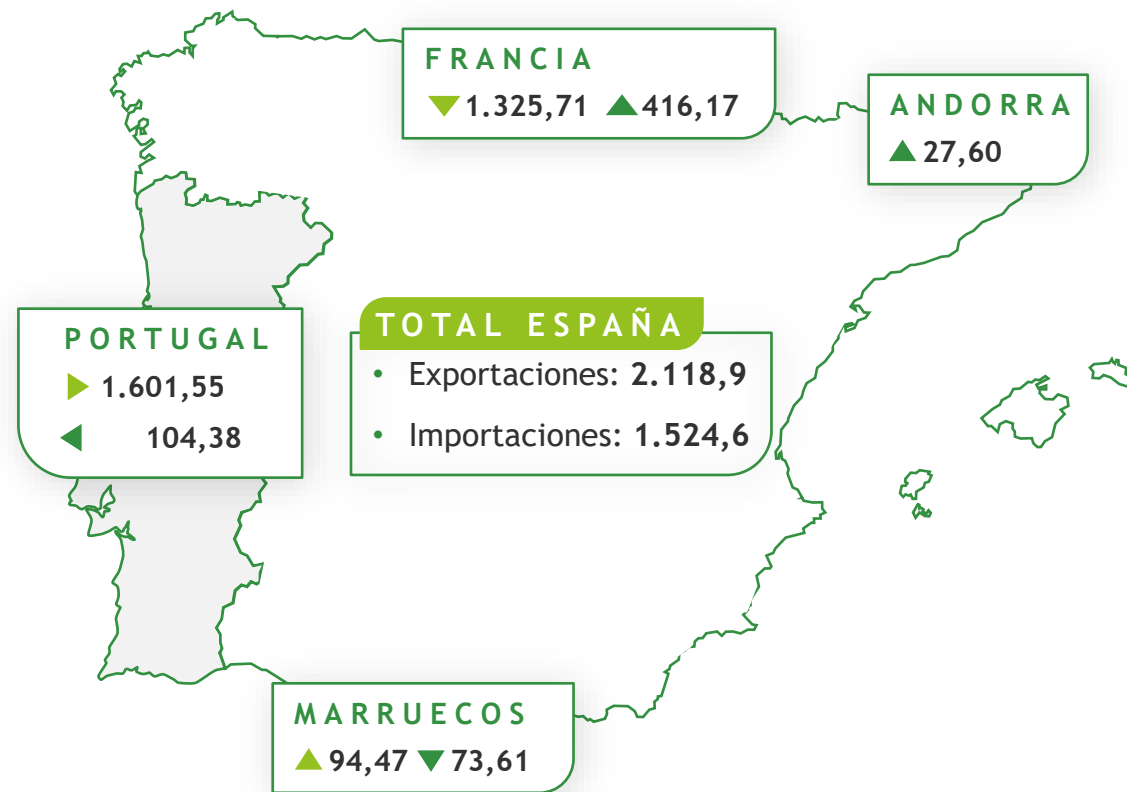 FRANCIA
1.325,71 416,17
ANDORRA
27,60
PORTUGAL
1.601,55
104,38
TOTAL ESPAÑA
• Exportaciones: 2.118,9
• Importaciones: 1.524,6
MARRUECOS
94,47 73,61